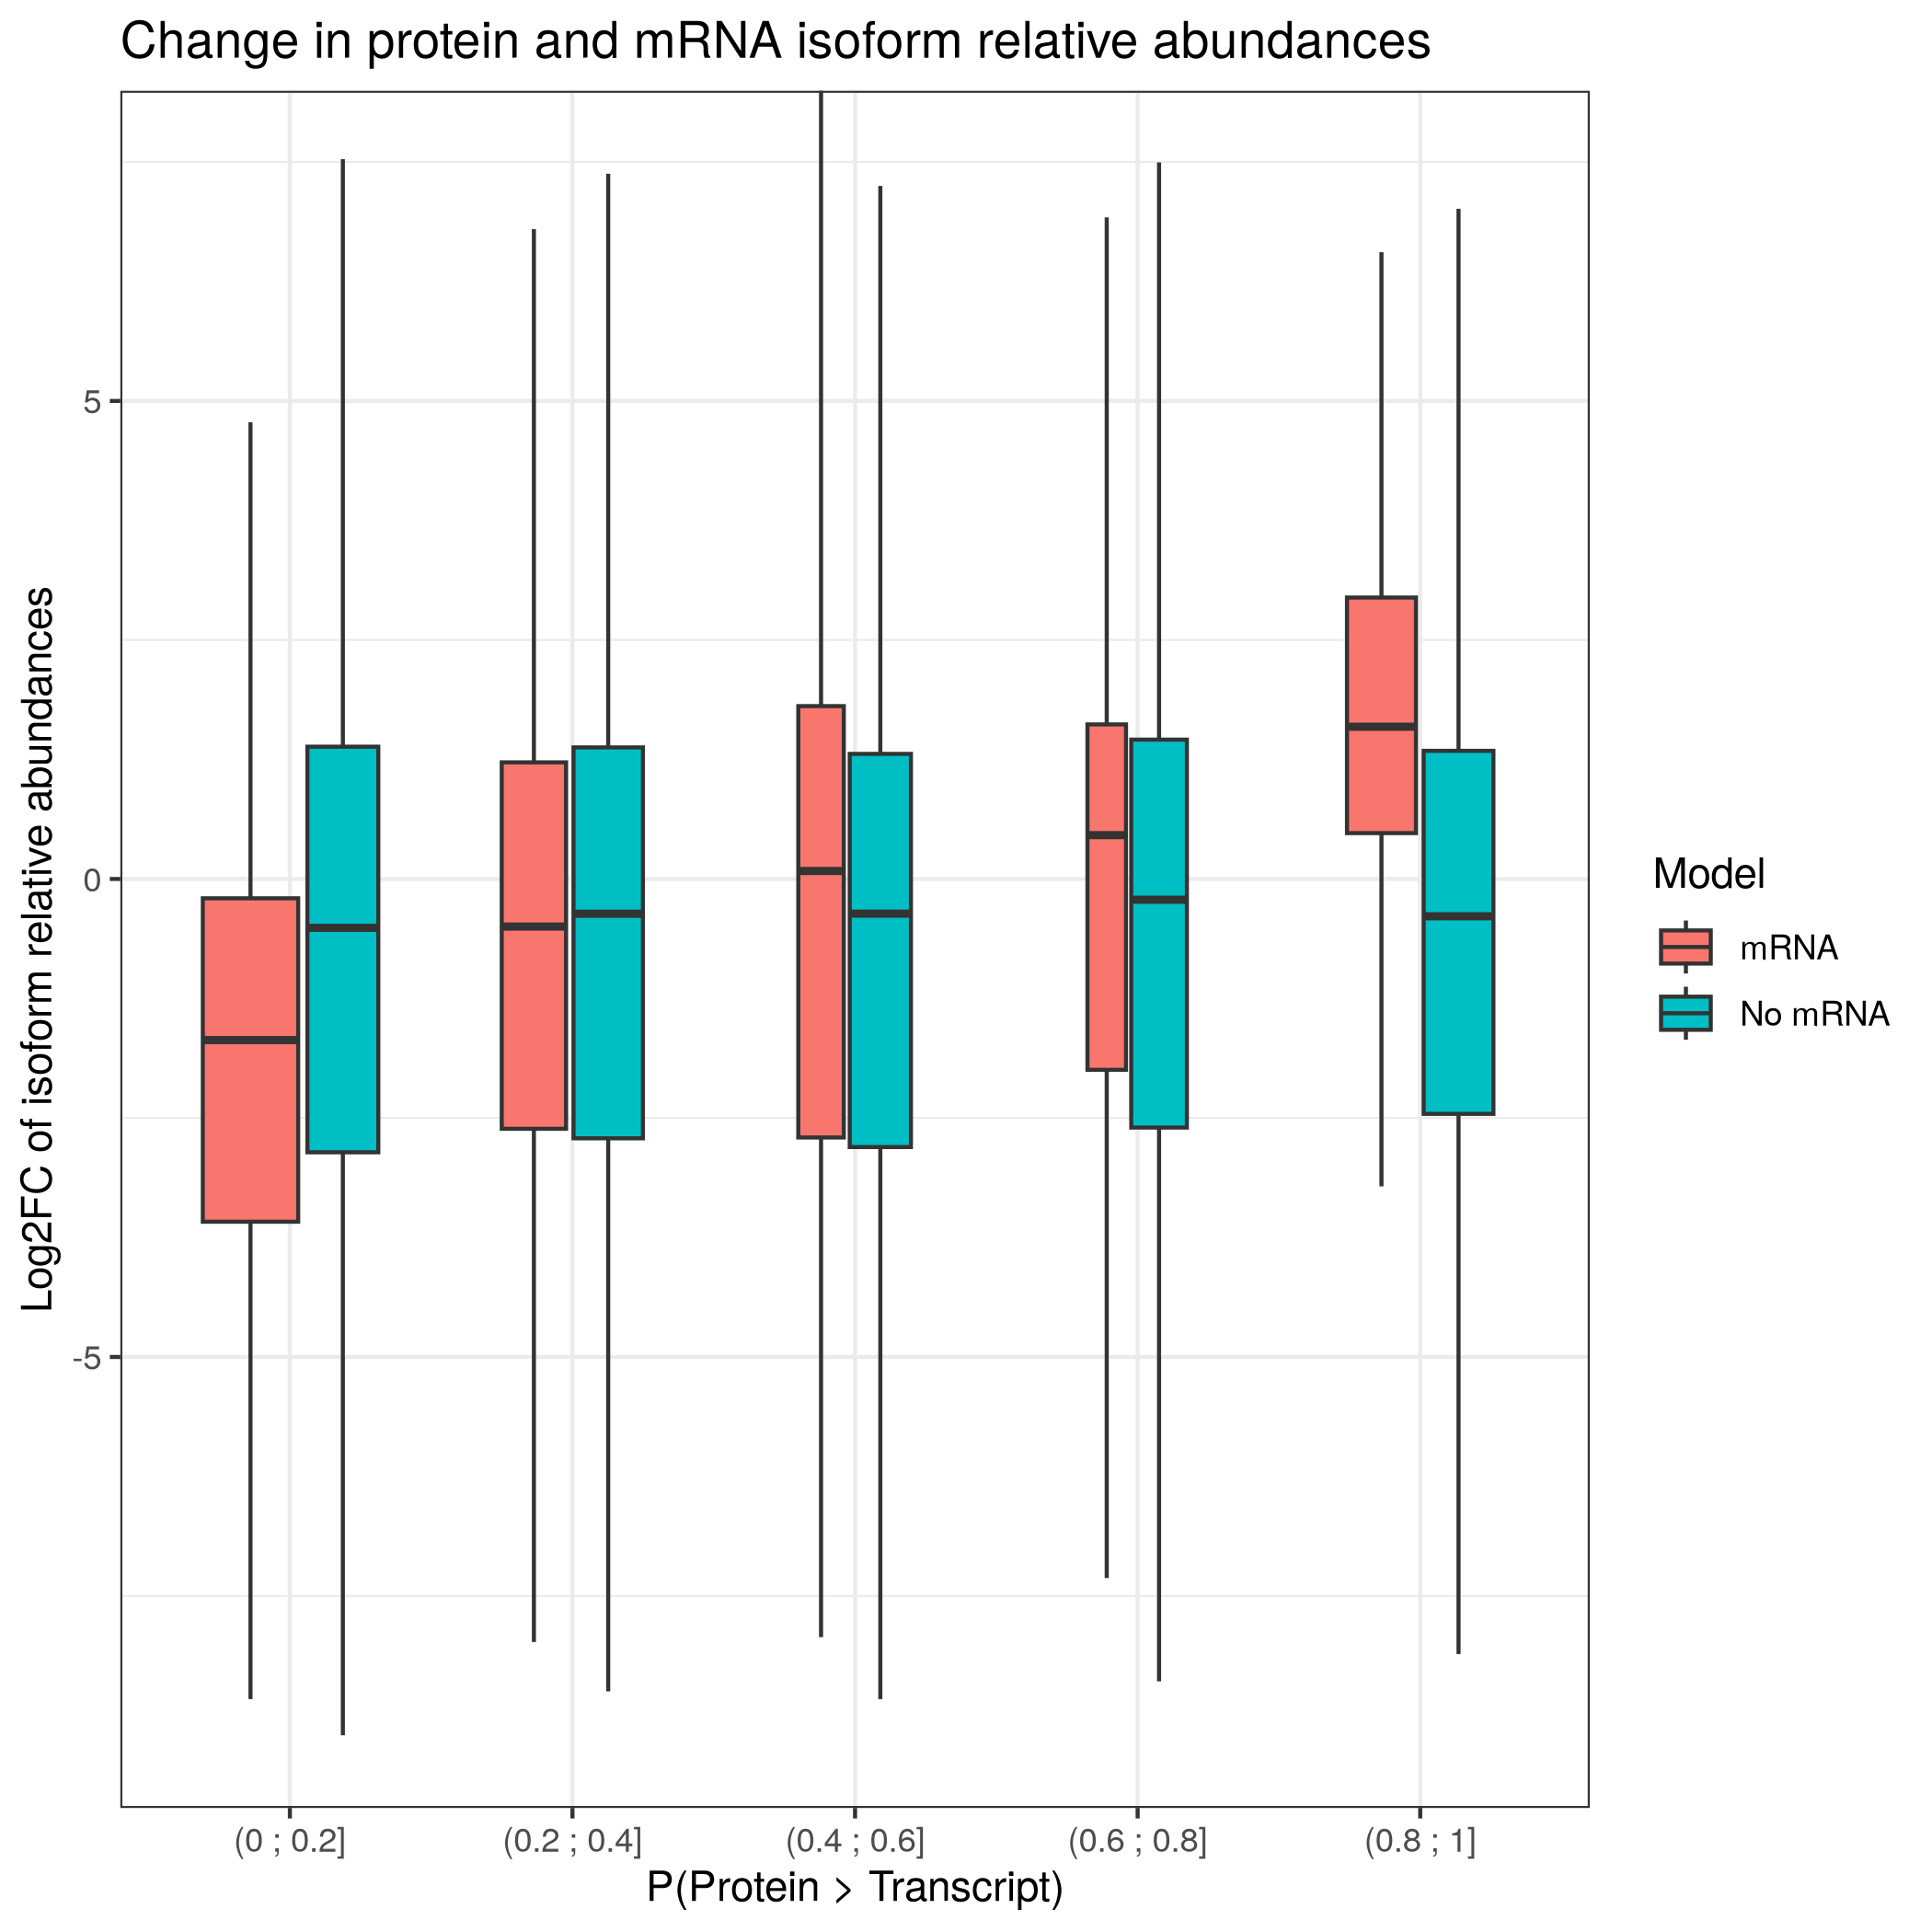 Change in protein and mRNA isoform relative abundances
Log2FC of isoform relative abundances
5
0
-5
(0 ; 0.2]
(0.2 ; 0.4]
(0.4 ; 0.6]
(0.6 ; 0.8]
(0.8 ; 1]
P(Protein > Transcript)
Model
mRNA
No mRNA